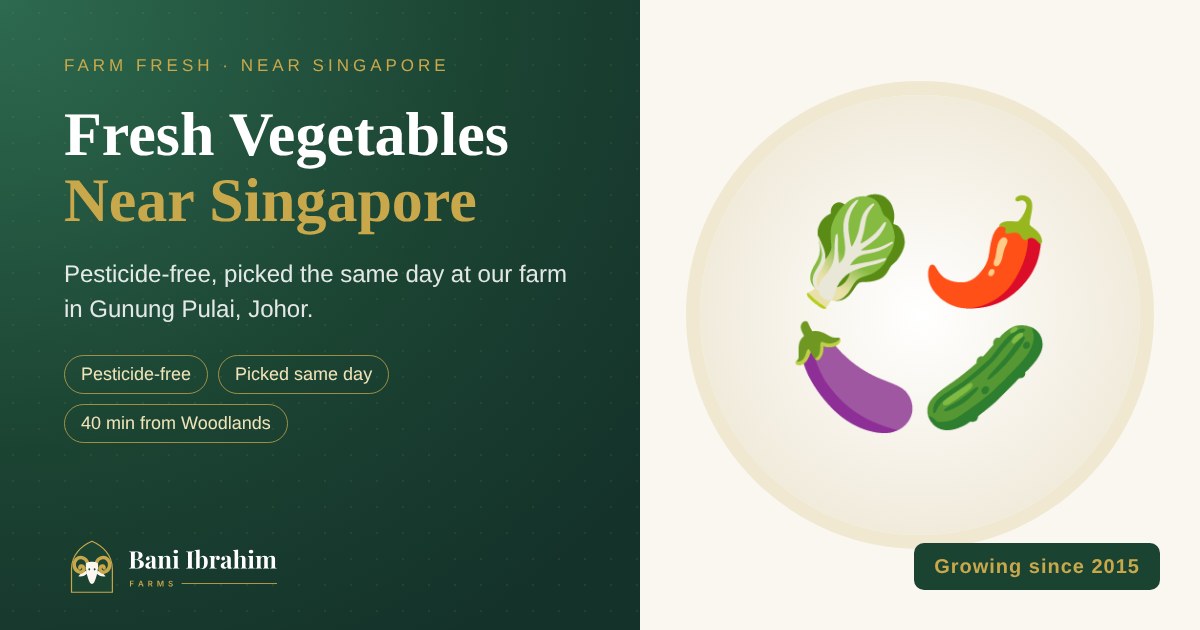 FARM FRESH · NEAR SINGAPORE
Fresh Vegetables
Near Singapore
Pesticide-free, picked the same day at our farm
in Gunung Pulai, Johor.
Pesticide-free
Picked same day
40 min from Woodlands
Bani Ibrahim
FARMS
Growing since 2015